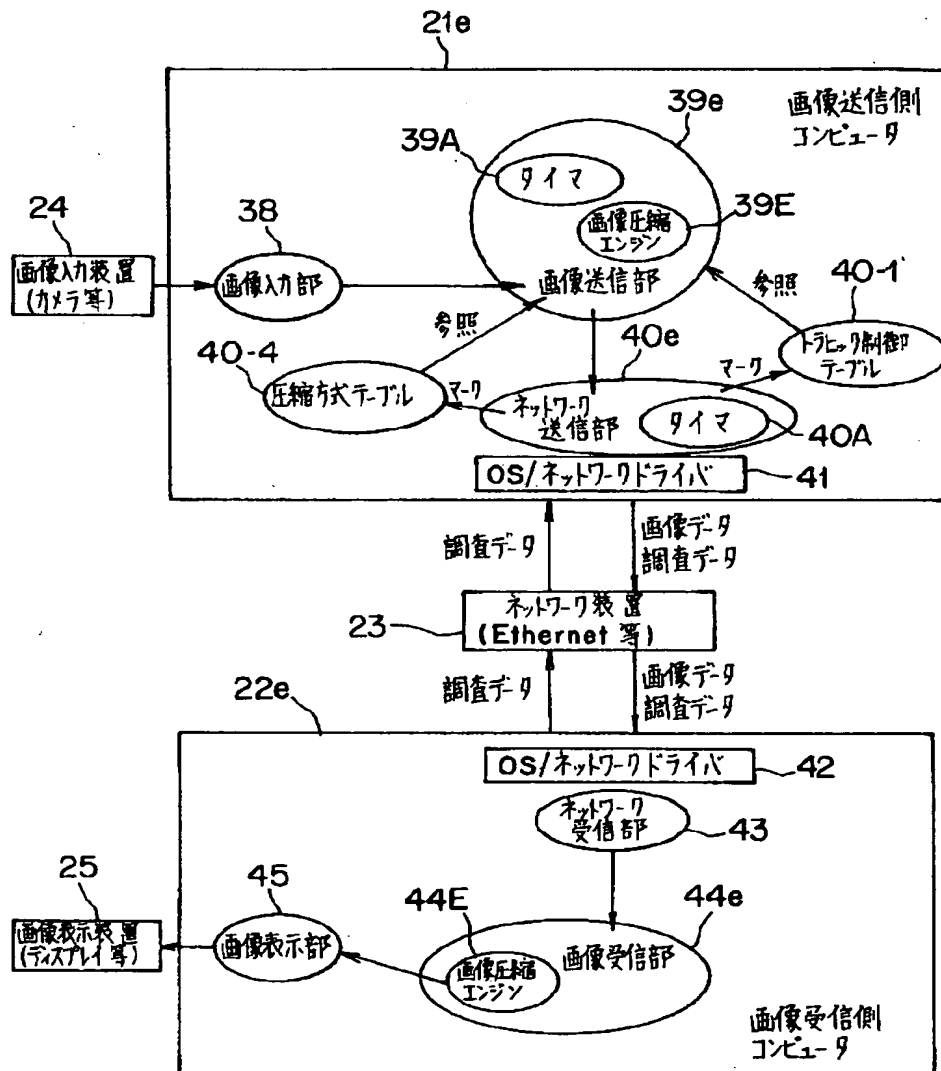 21e
画像送信側
コンピュータ
39e
39A
タイマ
39E
画像圧縮
エンジン
24
38
画像入力装置
(カメラ等)
画像入力部
画像送信部
参照
参照
40-1
40-4
40e
トラヒック制御
テーブル
マーク
圧縮方式テーブル
マーク
ネットワーク
送信部
タイマ
40A
OS/ネットワークドライバ
41
調査データ
画像データ
調査データ
23
ネットワーク装置
(Ethernet等)
調査データ
画像データ
調査データ
22e
OS/ネットワークドライバ
42
ネットワーク
受信部
43
25
45
44E
44e
画像表示装置
(ディスプレイ等)
画像表示部
画像圧縮
エンジン
画像受信部
画像受信側
コンピュータ